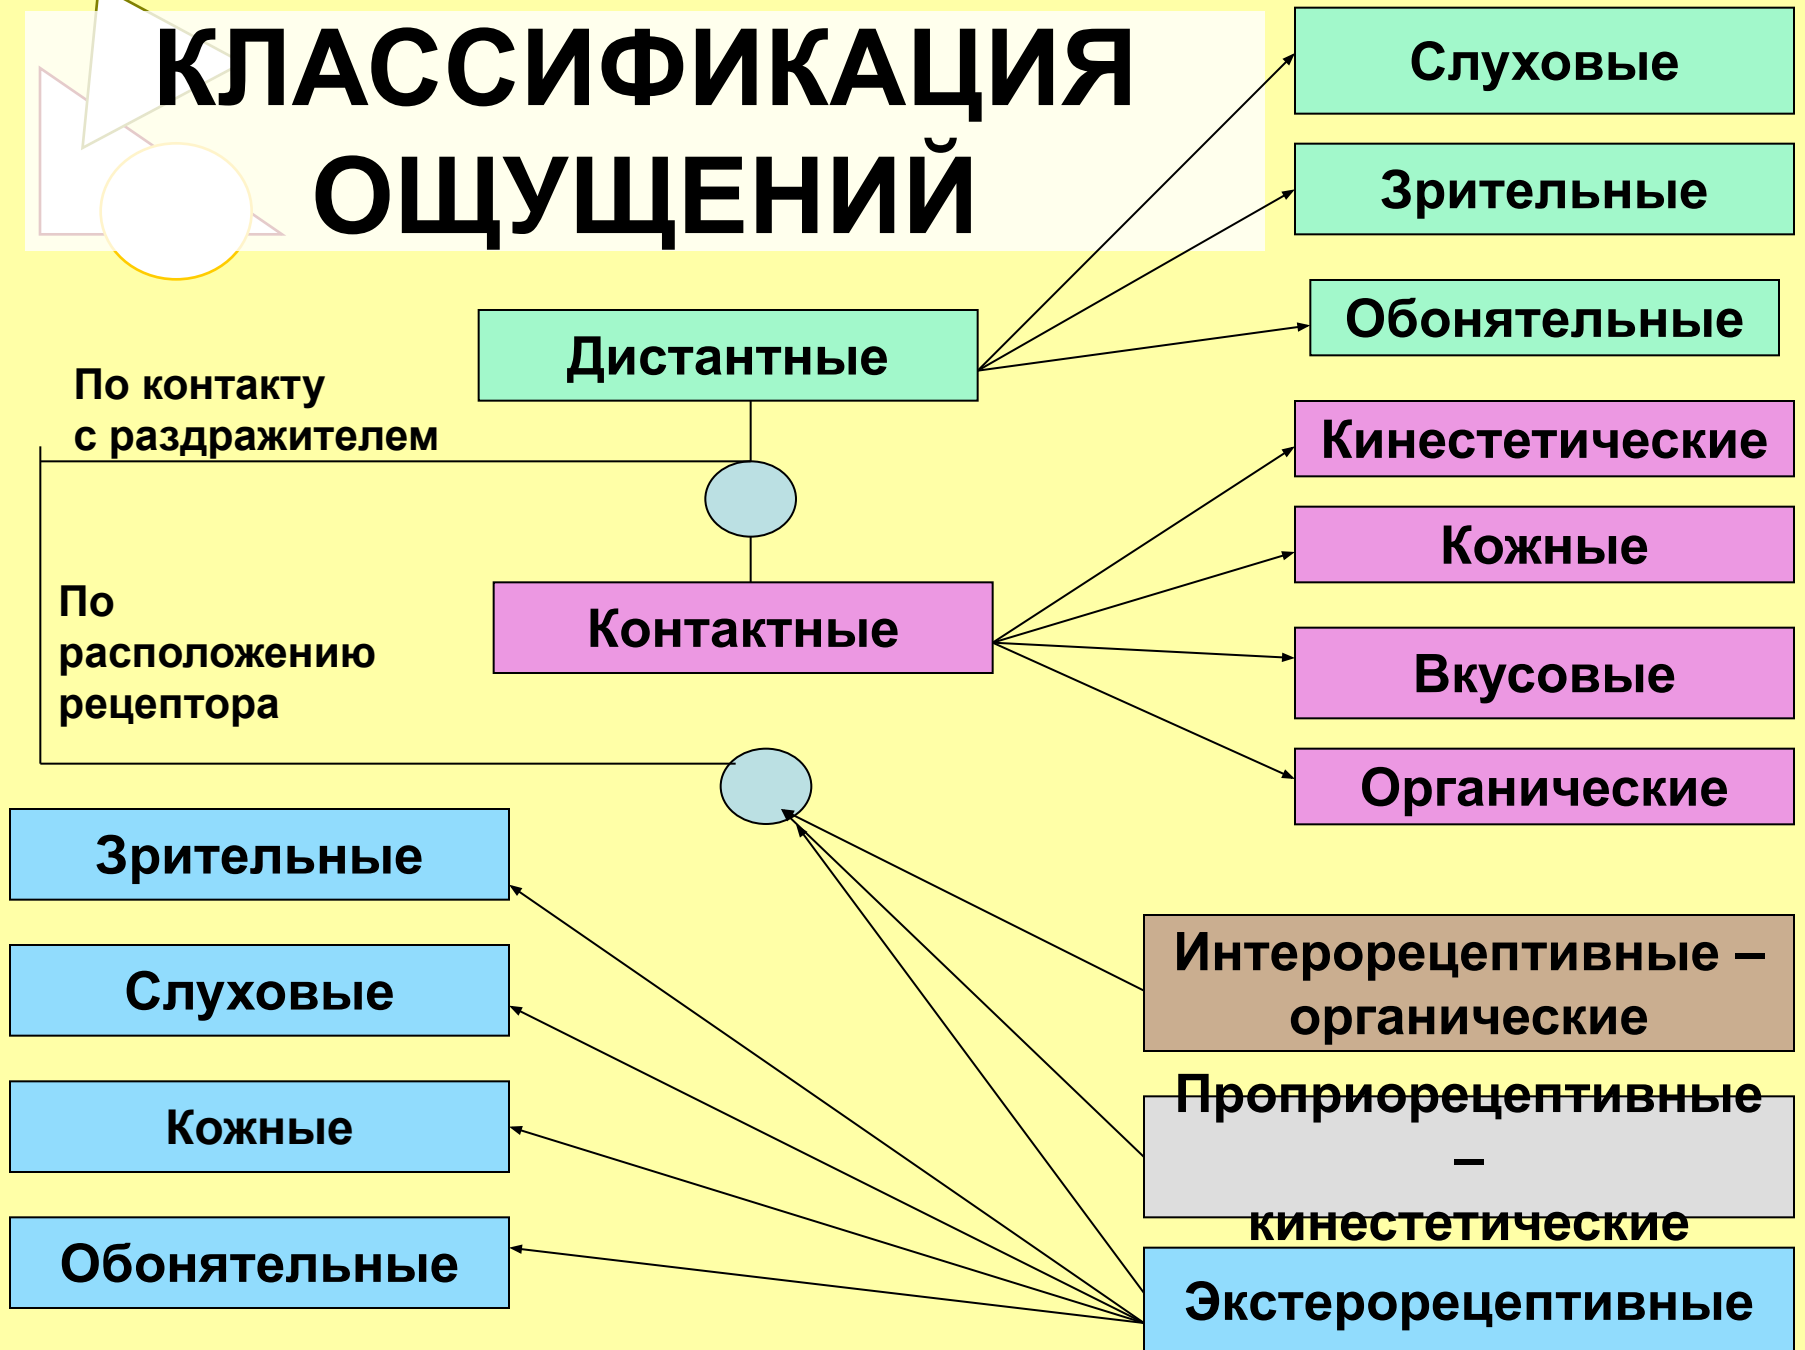 КЛАССИФИКАЦИЯ
ОЩУЩЕНИЙ
Слуховые
Зрительные
Обонятельные
Дистантные
По контакту
с раздражителем
Кинестетические
Кожные
По
расположению
рецептора
Контактные
Вкусовые
Органические
Зрительные
Слуховые
Кожные
Обонятельные
Интерорецептивные –
органические
Проприорецептивные
–
кинестетические
Экстерорецептивные